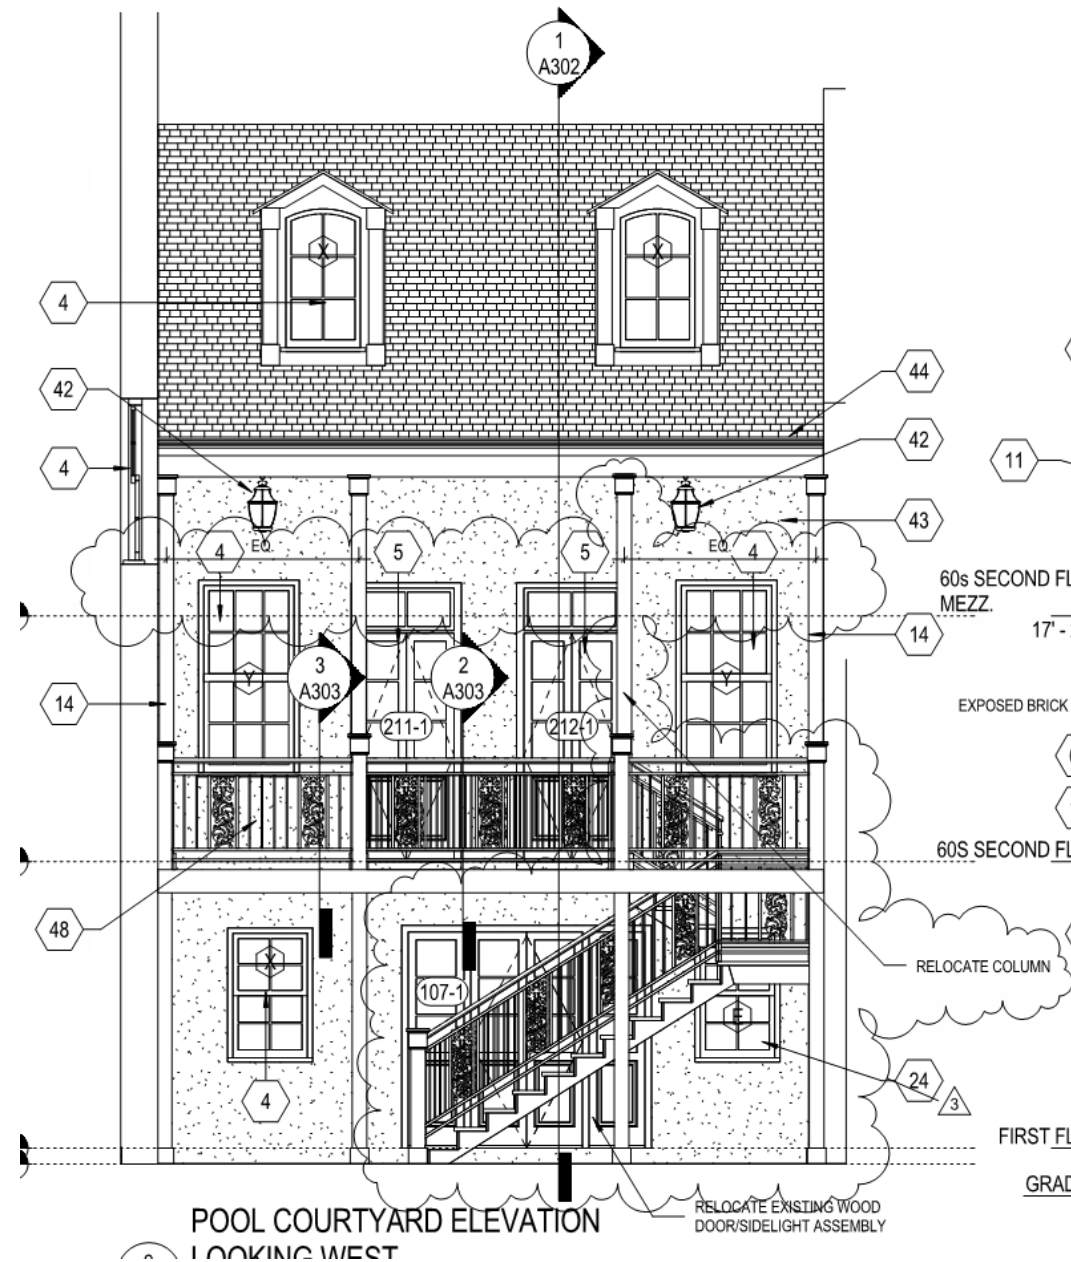 1
A302
X
X
4
42
44
42
4
11
43
4
EQ.
5
5
EQ.
4
60s SECOND FL
MEZZ.
14
17' -
3
A303
2
A303
Y
Y
14
EXPOSED BRICK
211-1
212-1
60S SECOND FL
48
X
RELOCATE COLUMN
107-1
E
4
24
3
FIRST FL
GRAD
RELOCATE EXISTING WOOD
DOOR/SIDELIGHT ASSEMBLY
POOL COURTYARD ELEVATION
LOOKING WEST